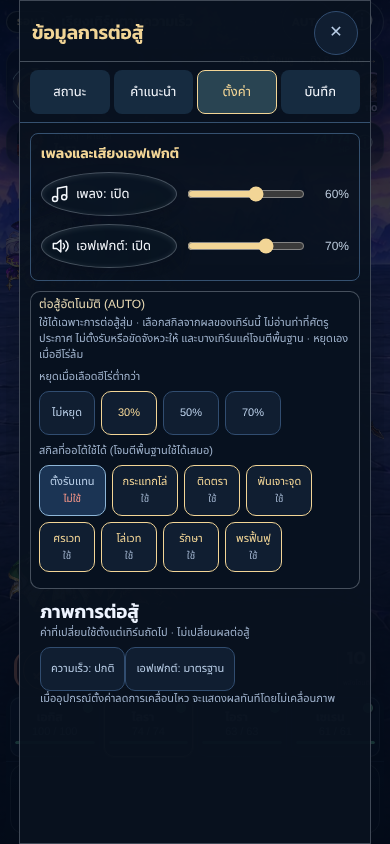 ข้อมูลการต่อสู้
×
สถานะ
คำแนะนำ
ตั้งค่า
บันทึก
เพลงและเสียงเอฟเฟกต์
เพลง: เปิด
60%
เอฟเฟกต์: เปิด
70%
ต่อสู้อัตโนมัติ (AUTO)
ใช้ได้เฉพาะการต่อสู้สุ่ม · เลือกสกิลจากผลของเทิร์นนี้ ไม่อ่านท่าที่ศัตรู
ประกาศ ไม่ตั้งรับหรือขัดจังหวะให้ และบางเทิร์นแค่โจมตีพื้นฐาน · หยุดเอง
เมื่อฮีโร่ล้ม
หยุดเมื่อเลือดฮีโร่ต่ำกว่า
ไม่หยุด
30%
50%
70%
สกิลที่ออโต้ใช้ได้ (โจมตีพื้นฐานใช้ได้เสมอ)
ตั้งรับแทน
ไม่ใช้
กระแทกโล่
ใช้
ติดตรา
ใช้
ฟันเจาะจุด
ใช้
ศรเวท
ใช้
โล่เวท
ใช้
รักษา
ใช้
พรฟื้นฟู
ใช้
ภาพการต่อสู้
ค่าที่เปลี่ยนใช้ตั้งแต่เทิร์นถัดไป · ไม่เปลี่ยนผลต่อสู้
ความเร็ว: ปกติ
เอฟเฟกต์: มาตรฐาน
เมื่ออุปกรณ์ตั้งค่าลดการเคลื่อนไหว จะแสดงผลทันทีโดยไม่เคลื่อนภาพ